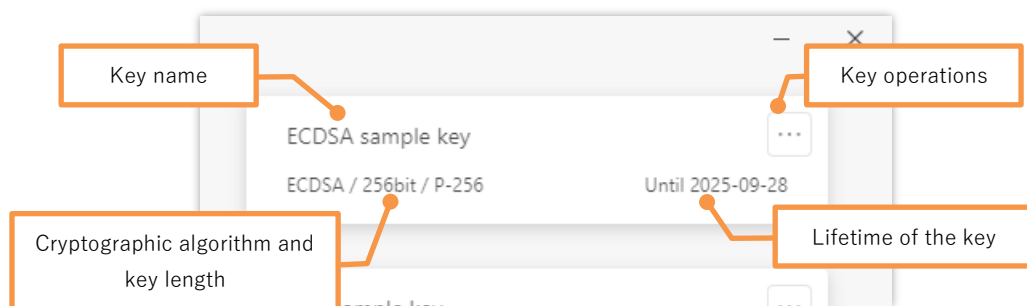 Key name
Key operations
ECDSA sample key
ECDSA / 256bit / P-256
Until 2025-09-28
Cryptographic algorithm and
key length
Lifetime of the key
key